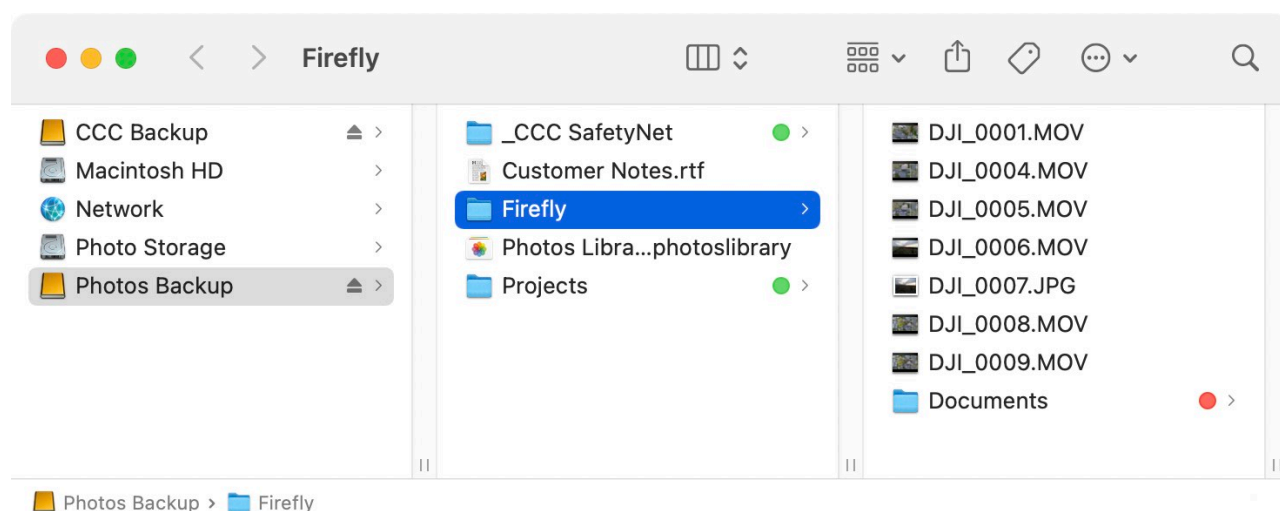 Firefly
CCC Backup
Macintosh HD
Network
Photo Storage
Photos Backup
_CCC SafetyNet
Customer Notes.rtf
Firefly
Photos Libra...photoslibrary
Projects
DJI_0001.MOV
DJI_0004.MOV
DJI_0005.MOV
DJI_0006.MOV
DJI_0007.JPG
DJI_0008.MOV
DJI_0009.MOV
Documents
Photos Backup › Firefly